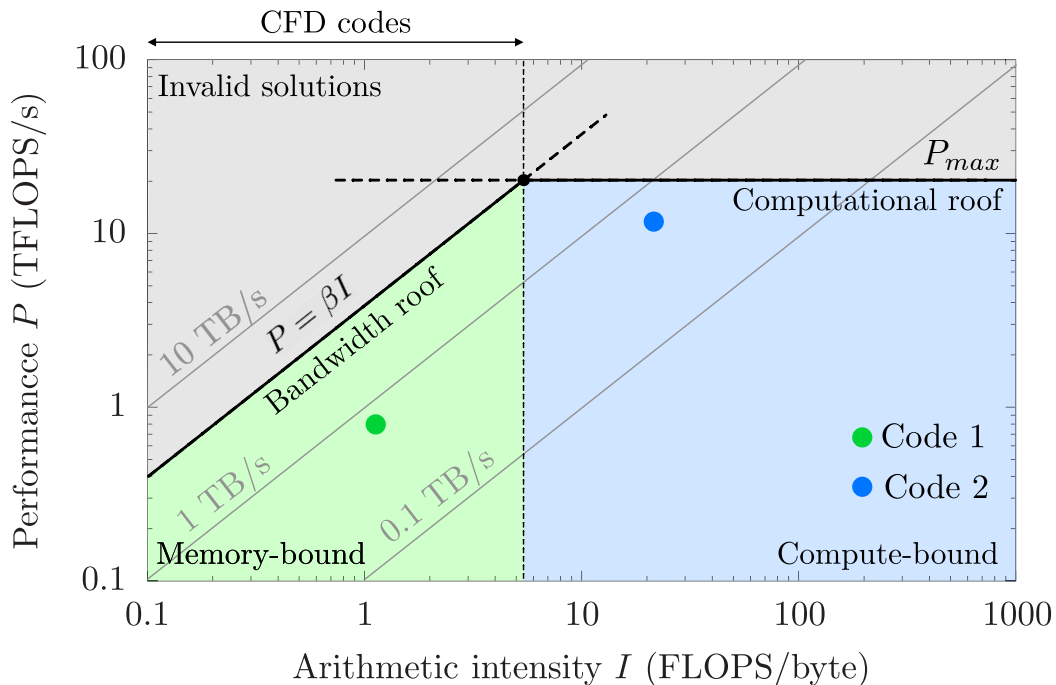 CFD codes
100
Invalid solutions
P_max
Computational roof
10
10 TB/s
P = βI
Bandwidth roof
1
Code 1
1 TB/s
0.1 TB/s
Code 2
Memory-bound
Compute-bound
0.1
0.1
1
10
100
1000
Performancce P (TFLOPS/s)
Arithmetic intensity I (FLOPS/byte)